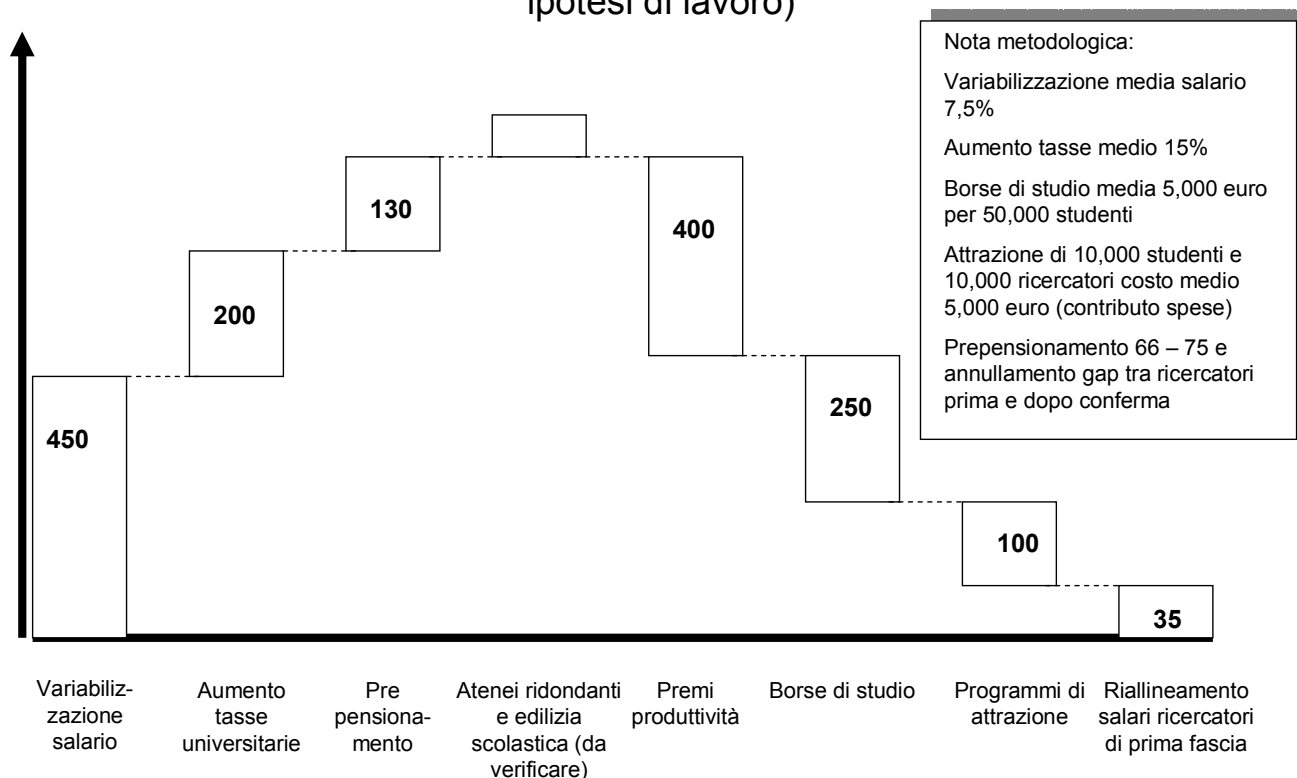 ipotesi di lavoro)
Nota metodologica:
Variabilizzazione media salario
7,5%
Aumento tasse medio 15%
Borse di studio media 5,000 euro
per 50,000 studenti
Attrazione di 10,000 studenti e
10,000 ricercatori costo medio
5,000 euro (contributo spese)
Prepensionamento 66 – 75 e
annullamento gap tra ricercatori
prima e dopo conferma
450
200
130
400
250
100
35
Variabiliz-
zazione
salario
Aumento
tasse
universitarie
Pre
pensiona-
mento
Atenei ridondanti
e edilizia
scolastica (da
verificare)
Premi
produttività
Borse di studio
Programmi di
attrazione
Riallineamento
salari ricercatori
di prima fascia